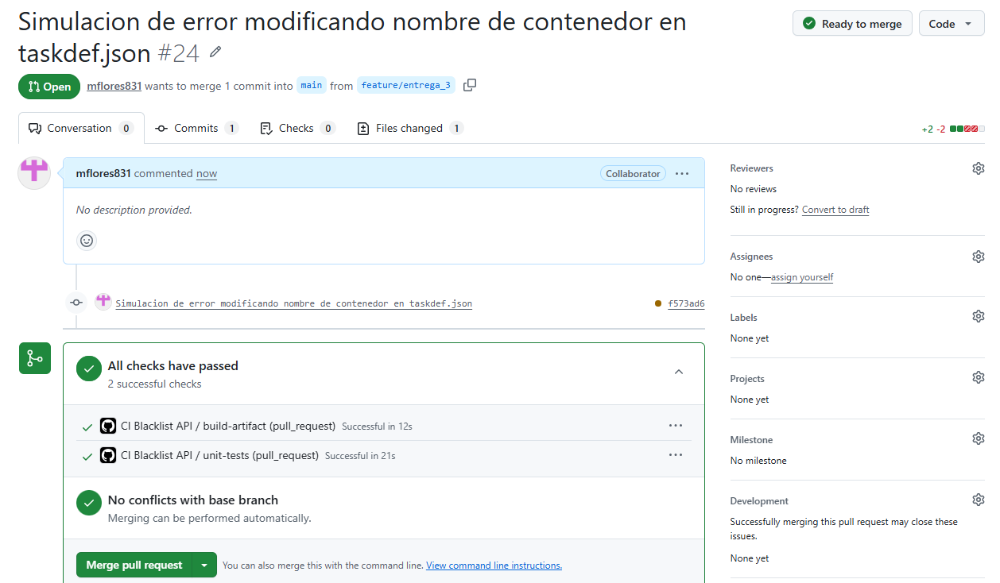 Simulacion de error modificando nombre de contenedor en
taskdef.json #24
Ready to merge
Code
Open
mflores831 wants to merge 1 commit into main from feature/entrega_3
Conversation 0
Commits 1
Checks 0
Files changed 1
+2 -2
mflores831 commented now
Collaborator
No description provided.
Simulacion de error modificando nombre de contenedor en taskdef.json
f573ad6
All checks have passed
2 successful checks
CI Blacklist API / build-artifact (pull_request) Successful in 12s
CI Blacklist API / unit-tests (pull_request) Successful in 21s
No conflicts with base branch
Merging can be performed automatically.
Merge pull request
You can also merge this with the command line. View command line instructions.
Reviewers
No reviews
Still in progress? Convert to draft
Assignees
No one—assign yourself
Labels
None yet
Projects
None yet
Milestone
No milestone
Development
Successfully merging this pull request may close these
issues.
None yet